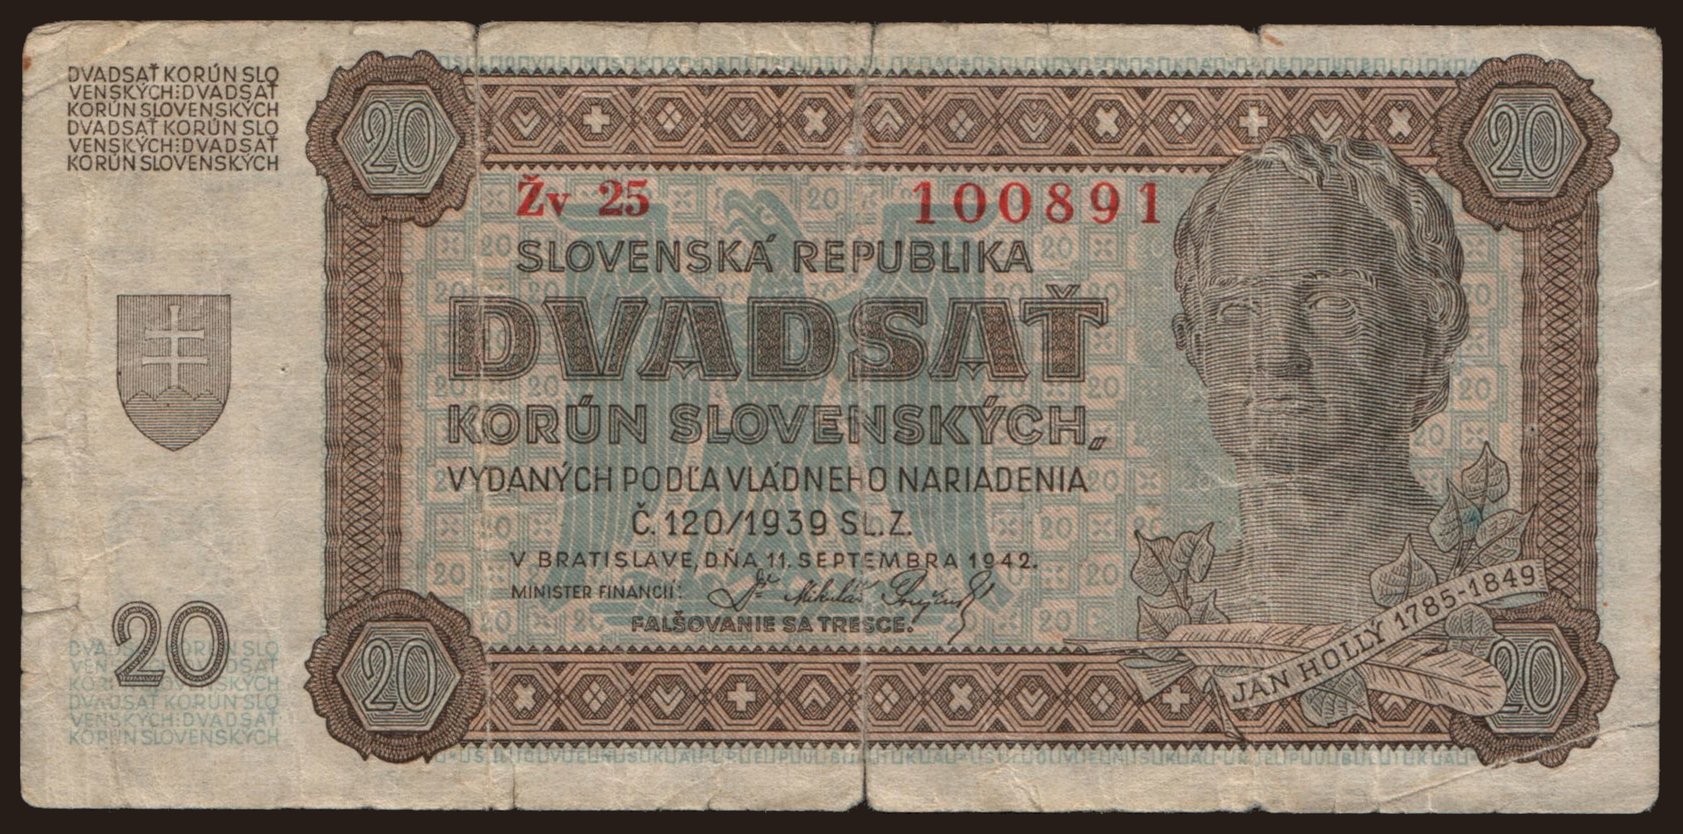 DVADSAŤ KORÚN SLO
VENSKÝCH:DVADSAŤ
KORÚN SLOVENSKÝCH
DVADSAŤ KORÚN SLO
VENSKÝCH:DVADSAŤ
KORÚN SLOVENSKÝCH
20
20
Žv 25 100891
SLOVENSKÁ REPUBLIKA
DVADSAŤ
KORÚN SLOVENSKÝCH,
VYDANÝCH PODĽA VLÁDNEHO NARIADENIA
Č. 120/1939 SL. Z.
V BRATISLAVE, DŇA 11. SEPTEMBRA 1942.
MINISTER FINANCIÍ: Dr Mikuláš Pružinský
FALŠOVANIE SA TRESCE.
JÁN HOLLÝ 1785-1849
20
DVADSAŤ KORÚN SLO
VENSKÝCH:DVADSAŤ
KORÚN SLOVENSKÝCH
DVADSAŤ KORÚN SLO
VENSKÝCH:DVADSAŤ
KORÚN SLOVENSKÝCH
20
20